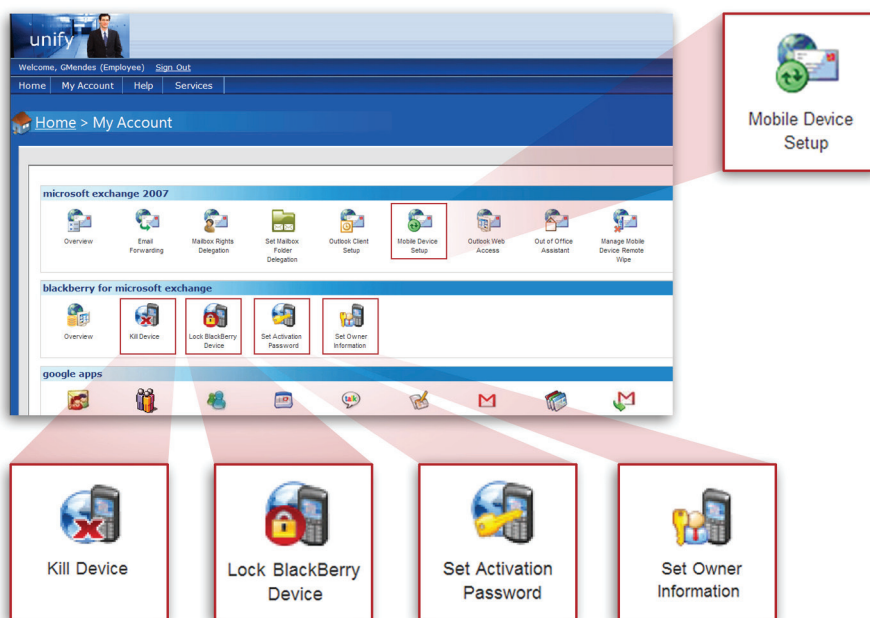 unify
Welcome, GMendes (Employee) Sign Out
Home My Account Help Services
Home > My Account
microsoft exchange 2007
Overview
Email
Forwarding
Mailbox Rights
Delegation
Set Mailbox
Folder
Delegation
Outlook Client
Setup
Mobile Device
Setup
Outlook Web
Access
Out of Office
Assistant
Manage Mobile
Device Remote
Wipe
blackberry for microsoft exchange
Overview
Kill Device
Lock BlackBerry
Device
Set Activation
Password
Set Owner
Information
google apps
talk
Mobile Device
Setup
Kill Device
Lock BlackBerry
Device
Set Activation
Password
Set Owner
Information